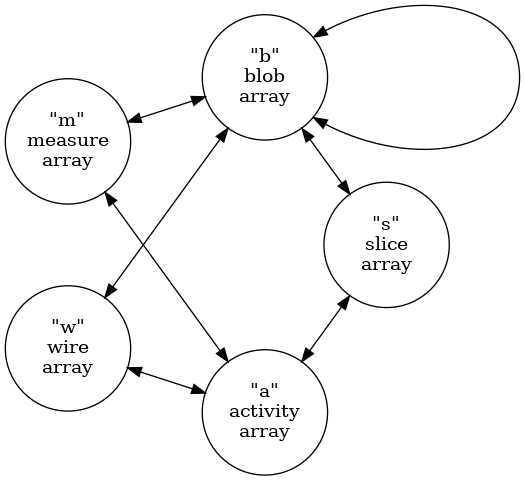 "b"
blob
array
"m"
measure
array
"s"
slice
array
"w"
wire
array
"a"
activity
array